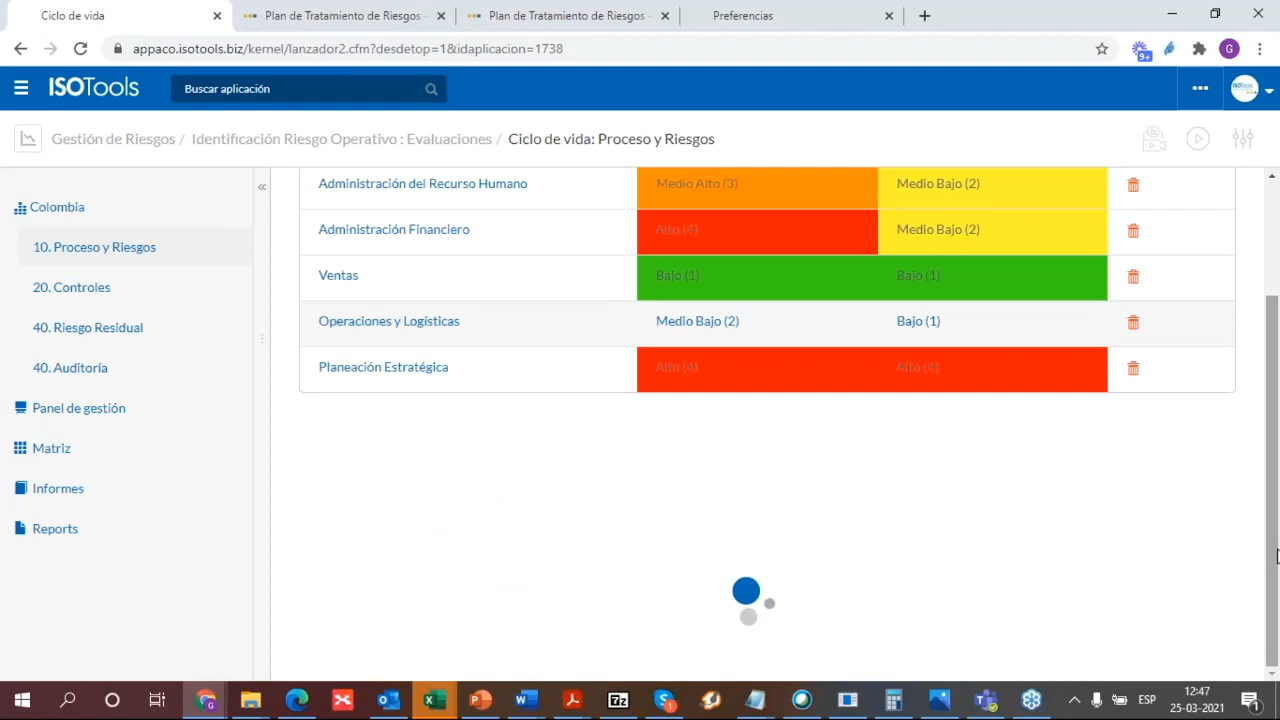 Ciclo de vida
Plan de Tratamiento de Riesgos -
Plan de Tratamiento de Riesgos -
Preferencias
appaco.isotools.biz/kernel/lanzador2.cfm?desdetop=1&idaplicacion=1738
9+
G
ISOTools
Buscar aplicación
Gestión de Riesgos / Identificación Riesgo Operativo : Evaluaciones / Ciclo de vida: Proceso y Riesgos
Colombia
10. Proceso y Riesgos
20. Controles
40. Riesgo Residual
40. Auditoría
Panel de gestión
Matriz
Informes
Reports
Administración del Recurso Humano Medio Alto (3) Medio Bajo (2)
Administración Financiero Alto (4) Medio Bajo (2)
Ventas Bajo (1) Bajo (1)
Operaciones y Logísticas Medio Bajo (2) Bajo (1)
Planeación Estratégica Alto (4) Alto (4)
ESP
12:47
25-03-2021